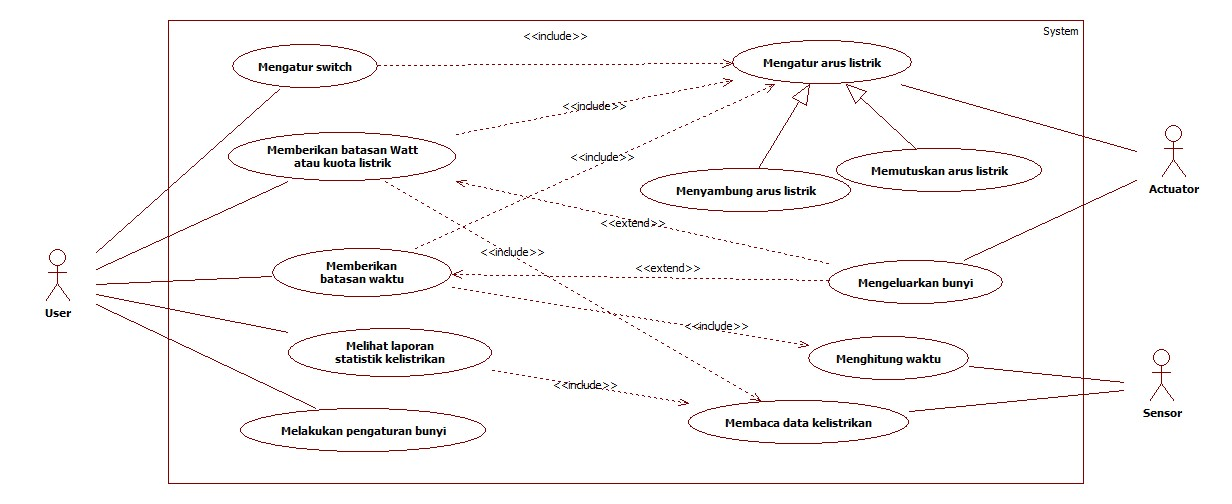 System
<<include>>
Mengatur switch
Mengatur arus listrik
<<include>>
Memberikan batasan Watt
atau kuota listrik
<<include>>
Menyambung arus listrik
Memutuskan arus listrik
Actuator
<<extend>>
<<include>>
Memberikan
batasan waktu
<<extend>>
Mengeluarkan bunyi
User
<<include>>
Melihat laporan
statistik kelistrikan
Menghitung waktu
<<include>>
Sensor
Melakukan pengaturan bunyi
Membaca data kelistrikan